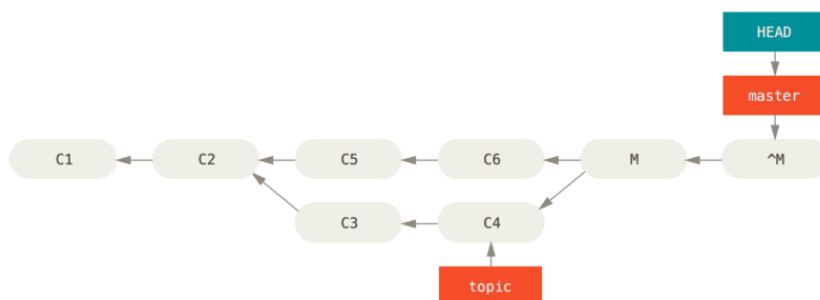 HEAD
master
C1 C2 C5 C6 M ^M
C3 C4
topic